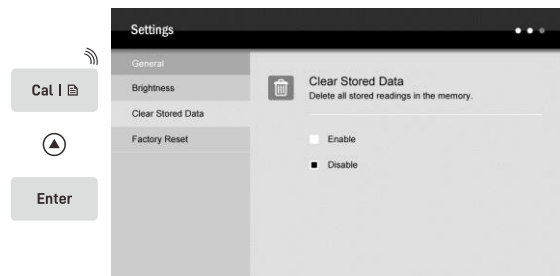 Settings
General
Brightness
Clear Stored Data
Factory Reset
Clear Stored Data
Delete all stored readings in the memory.
Enable
Disable
Cal |
Enter